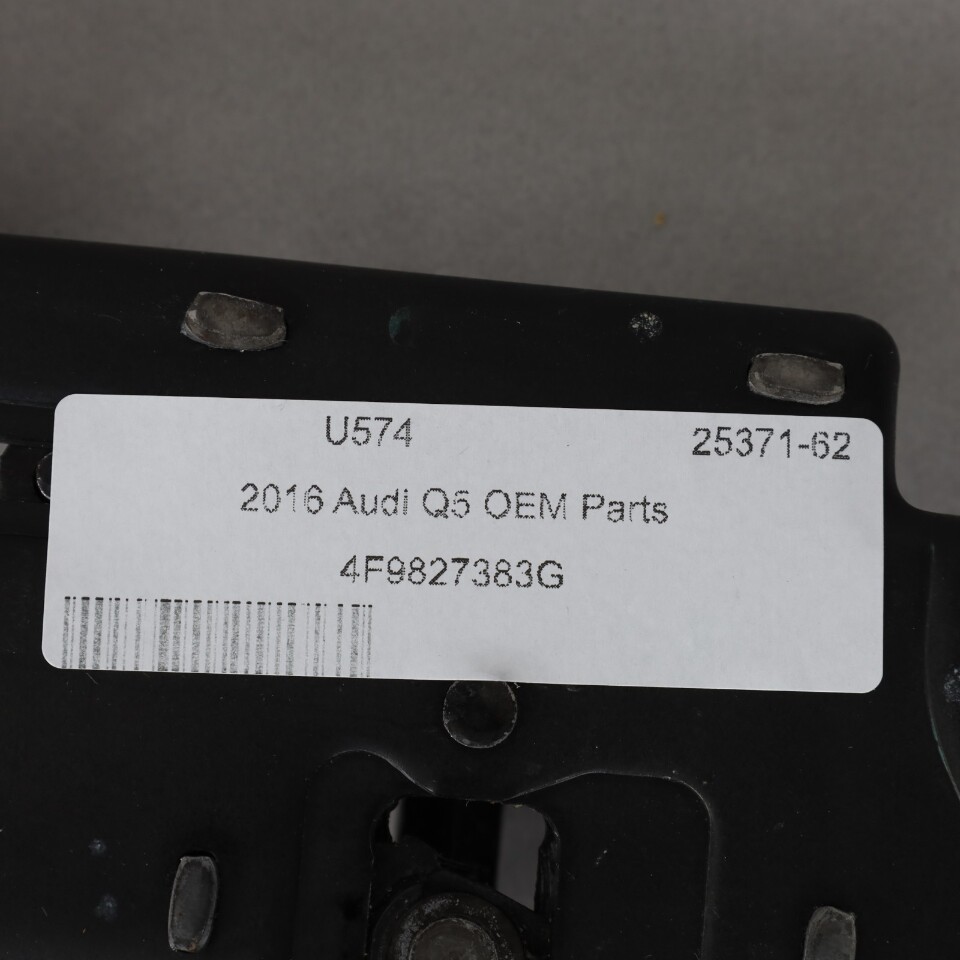 U574 25371-62
2016 Audi Q5 OEM Parts
4F9827383G